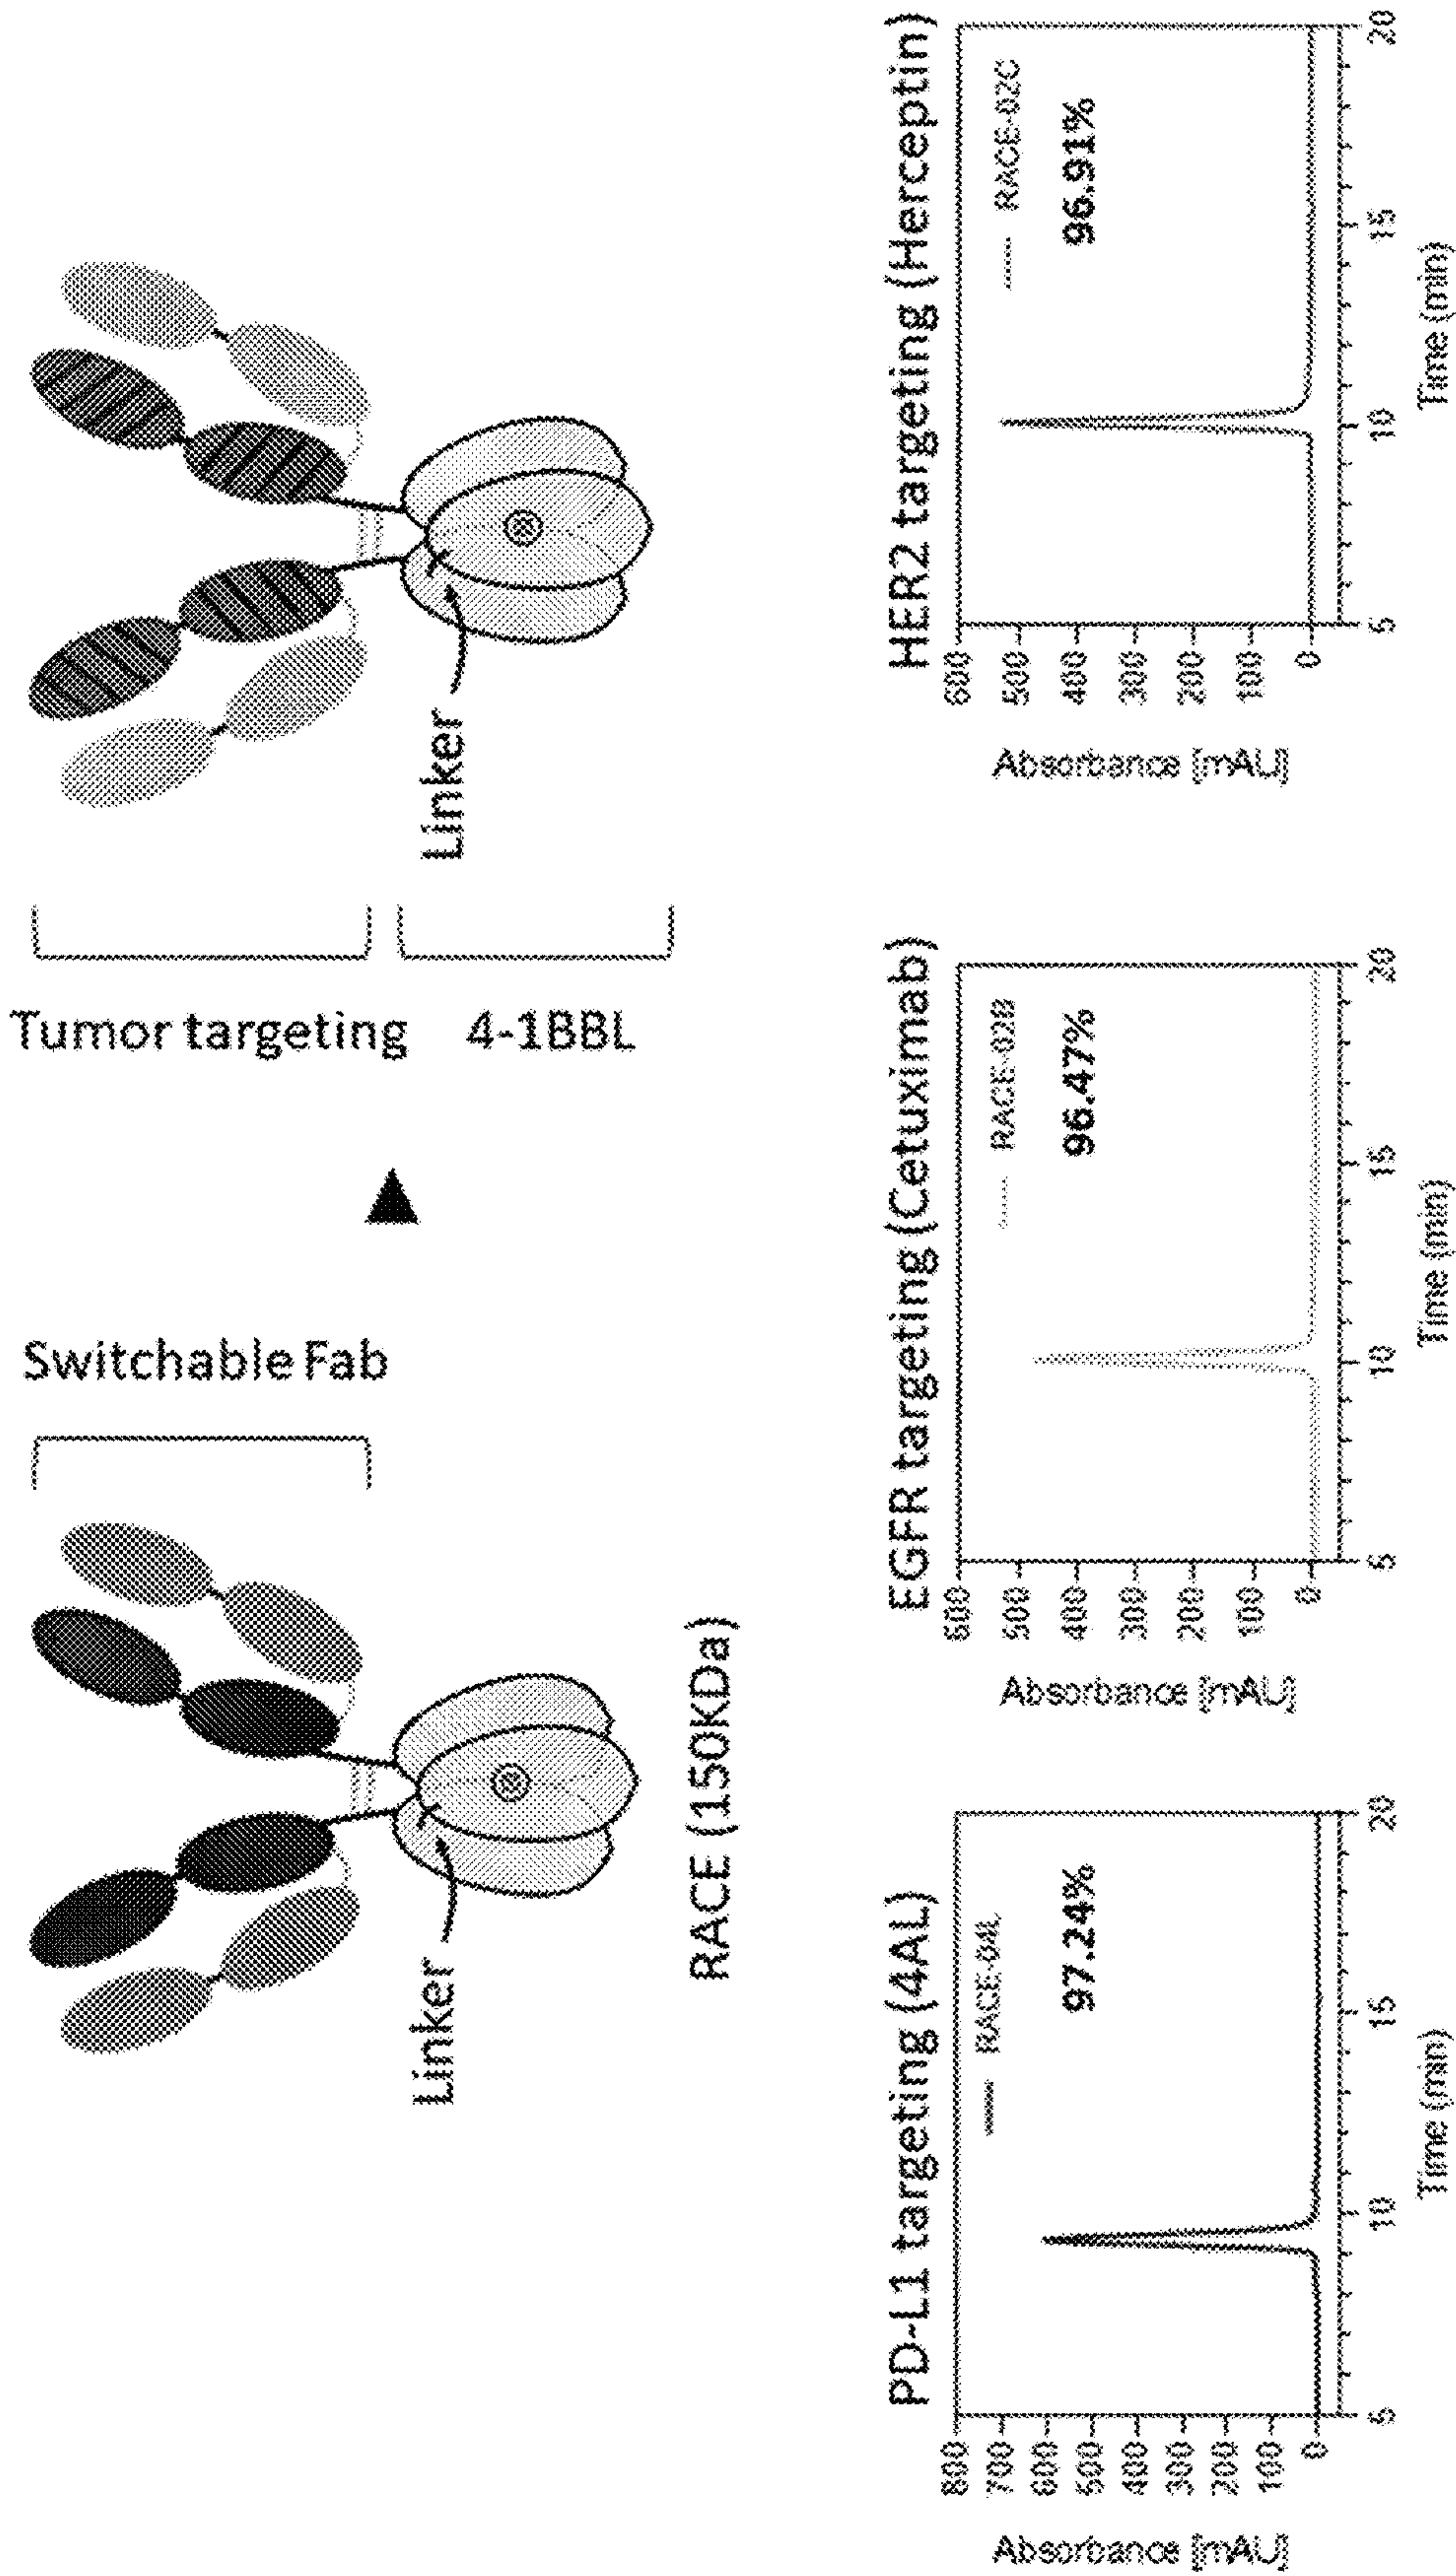 Switchable Fab
Tumor targeting
4-1BBL
Linker
Linker
RACE (150KDa)
PD-L1 targeting (4AL)
RACE-04L
97.24%
Absorbance [mAU]
800
700
600
500
400
300
200
100
0
5
10
15
20
Time (min)
EGFR targeting (Cetuximab)
RACE-02B
96.47%
Absorbance [mAU]
600
500
400
300
200
100
0
5
10
15
20
Time (min)
HER2 targeting (Herceptin)
RACE-02C
96.91%
Absorbance [mAU]
600
500
400
300
200
100
0
5
10
15
20
Time (min)